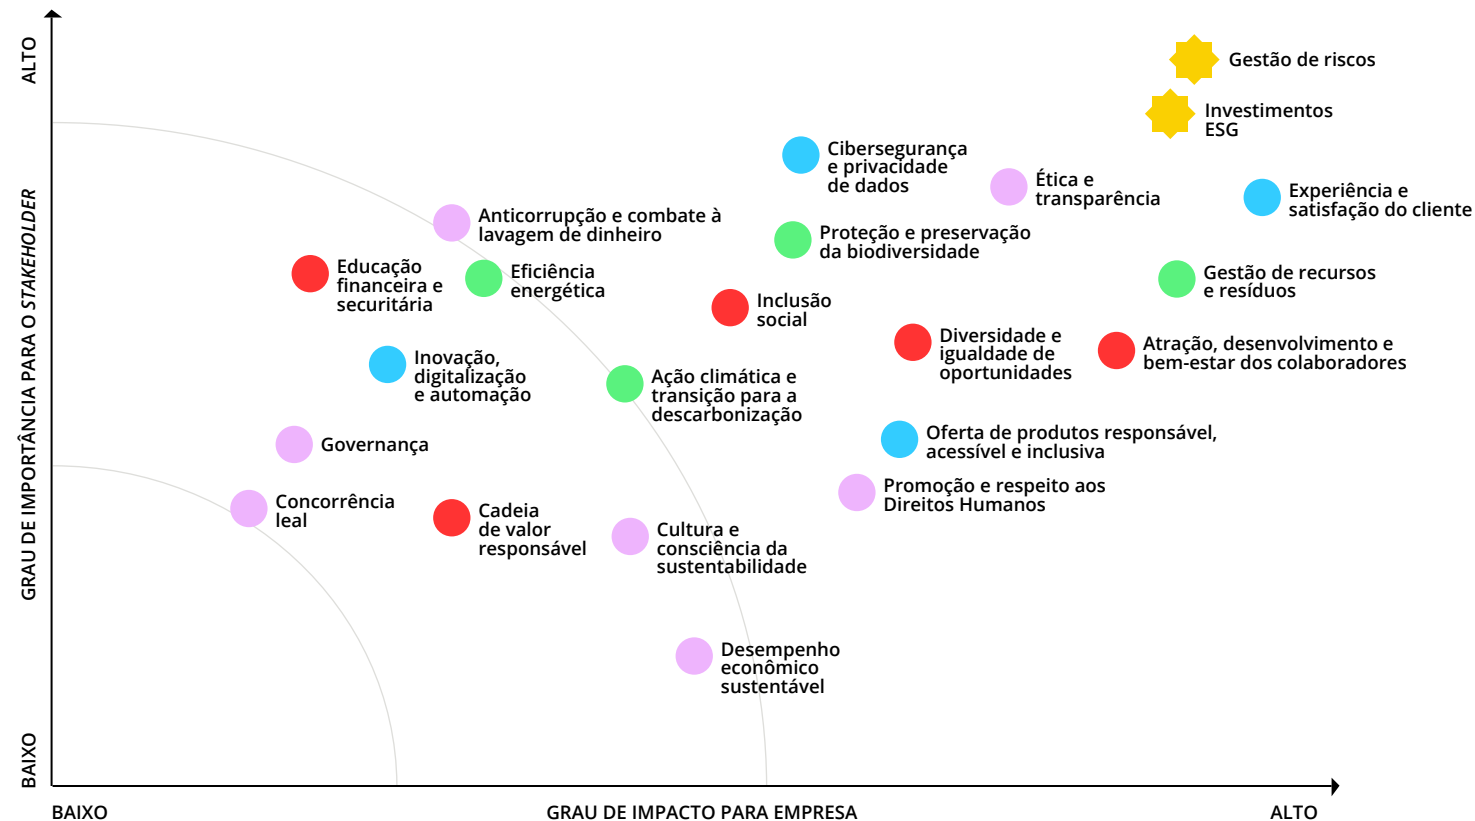 ALTO
GRAU DE IMPORTÂNCIA PARA O STAKEHOLDER
BAIXO
Gestão de riscos
Investimentos
ESG
Cibersegurança
e privacidade
de dados
Ética e
transparência
Experiência e
satisfação do cliente
Anticorrupção e combate à
lavagem de dinheiro
Proteção e preservação
da biodiversidade
Educação
financeira e
securitária
Eficiência
energética
Gestão de recursos
e resíduos
Inclusão
social
Diversidade e
igualdade de
oportunidades
Atração, desenvolvimento e
bem-estar dos colaboradores
Inovação,
digitalização
e automação
Ação climática e
transição para a
descarbonização
Governança
Oferta de produtos responsável,
acessível e inclusiva
Promoção e respeito aos
Direitos Humanos
Concorrência
leal
Cadeia
de valor
responsável
Cultura e
consciência da
sustentabilidade
Desempenho
econômico
sustentável
BAIXO
GRAU DE IMPACTO PARA EMPRESA
ALTO